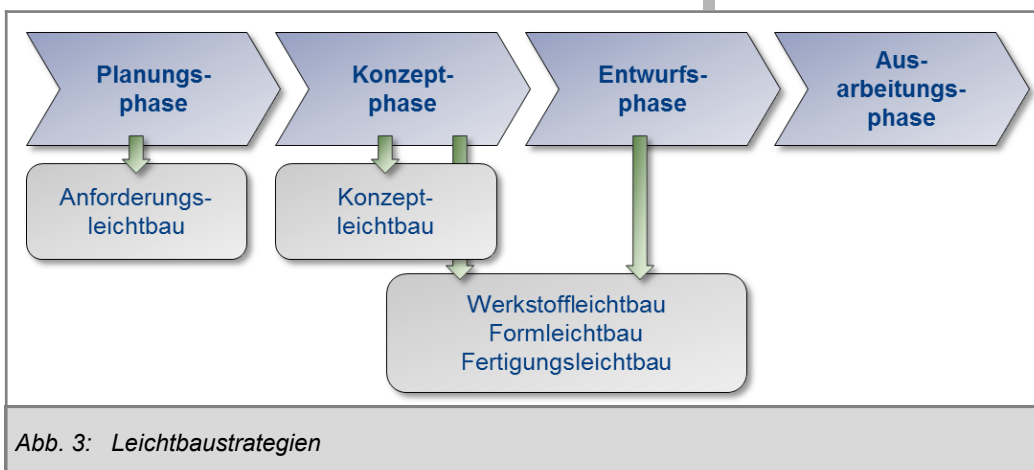 Planungs-
phase
Konzept-
phase
Entwurfs-
phase
Aus-
arbeitungs-
phase
Anforderungs-
leichtbau
Konzept-
leichtbau
Werkstoffleichtbau
Formleichtbau
Fertigungsleichtbau
Abb. 3: Leichtbaustrategien